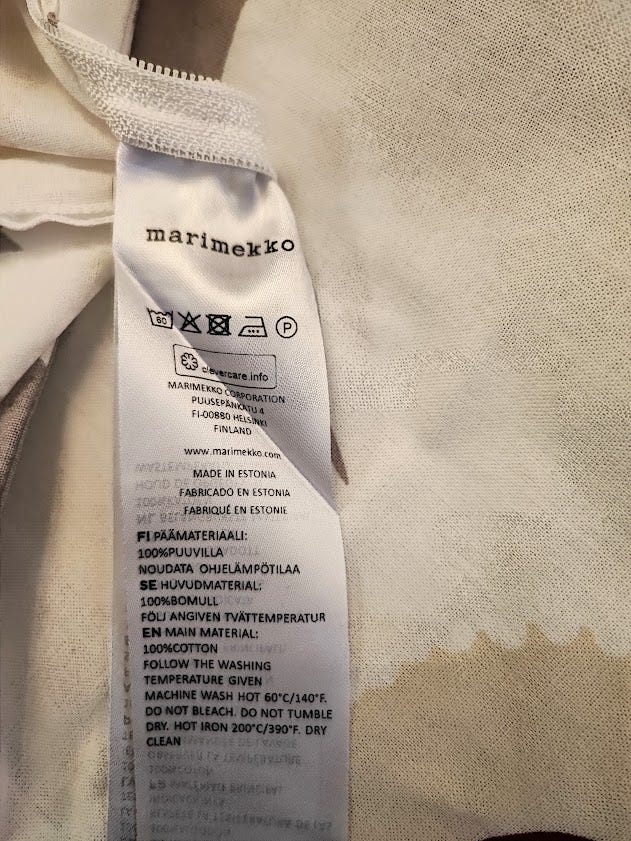 marimekko
60
P
clevercare.info
MARIMEKKO CORPORATION
PUUSEPÄNKATU 4
FI-00880 HELSINKI
FINLAND
www.marimekko.com
MADE IN ESTONIA
FABRICADO EN ESTONIA
FABRIQUÉ EN ESTONIE
FI PÄÄMATERIAALI:
100%PUUVILLA
NOUDATA OHJELÄMPÖTILAA
SE HUVUDMATERIAL:
100%BOMULL
FÖLJ ANGIVEN TVÄTTEMPERATUR
EN MAIN MATERIAL:
100%COTTON
FOLLOW THE WASHING
TEMPERATURE GIVEN
MACHINE WASH HOT 60°C/140°F.
DO NOT BLEACH. DO NOT TUMBLE
DRY. HOT IRON 200°C/390°F. DRY
CLEAN